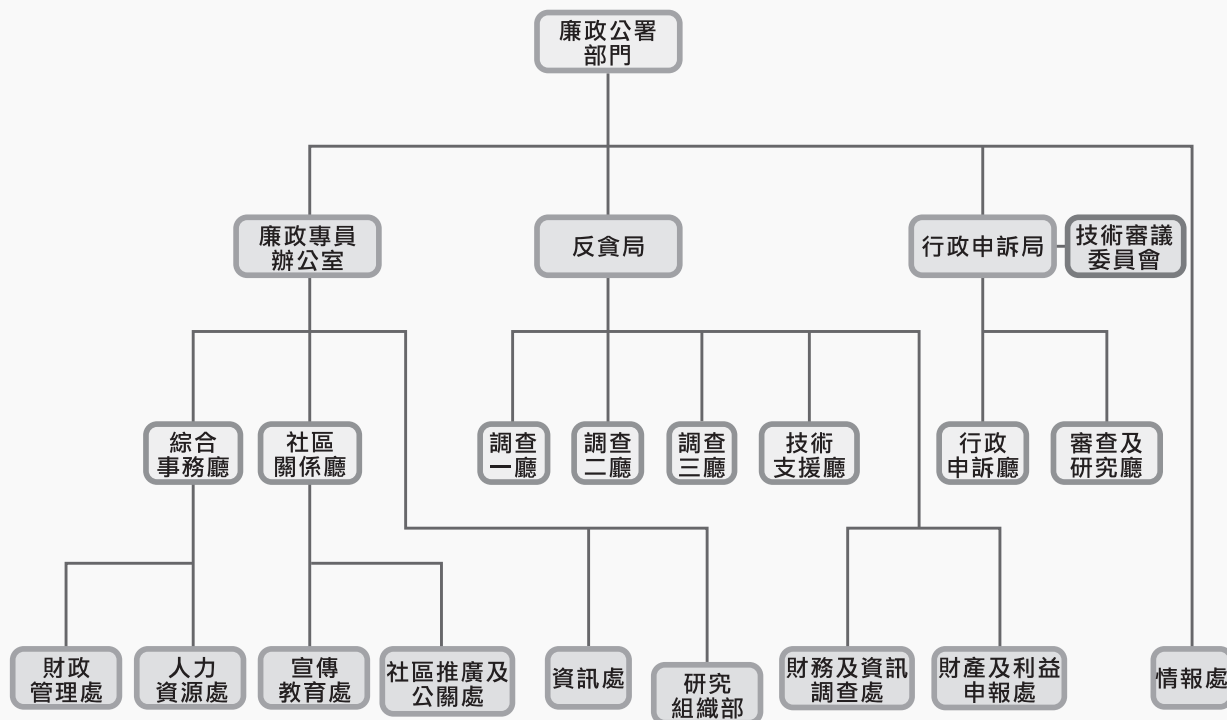 廉政公署
部門
廉政專員
辦公室
反貪局
行政申訴局
技術審議
委員會
綜合
事務廳
社區
關係廳
調查
一廳
調查
二廳
調查
三廳
技術
支援廳
行政
申訴廳
審查及
研究廳
財政
管理處
人力
資源處
宣傳
教育處
社區推廣及
公關處
資訊處
研究
組織部
財務及資訊
調查處
財產及利益
申報處
情報處